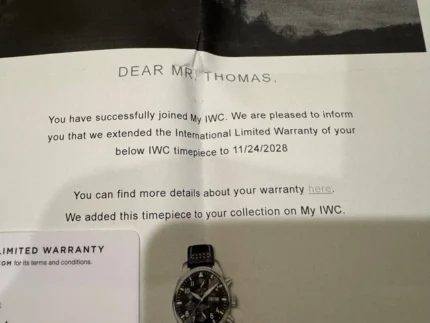 DEAR MR. THOMAS.
You have successfully joined My IWC. We are pleased to inform
you that we extended the International Limited Warranty of your
below IWC timepiece to 11/24/2028
You can find more details about your warranty here.
We added this timepiece to your collection on My IWC.
LIMITED WARRANTY
for its terms and conditions.